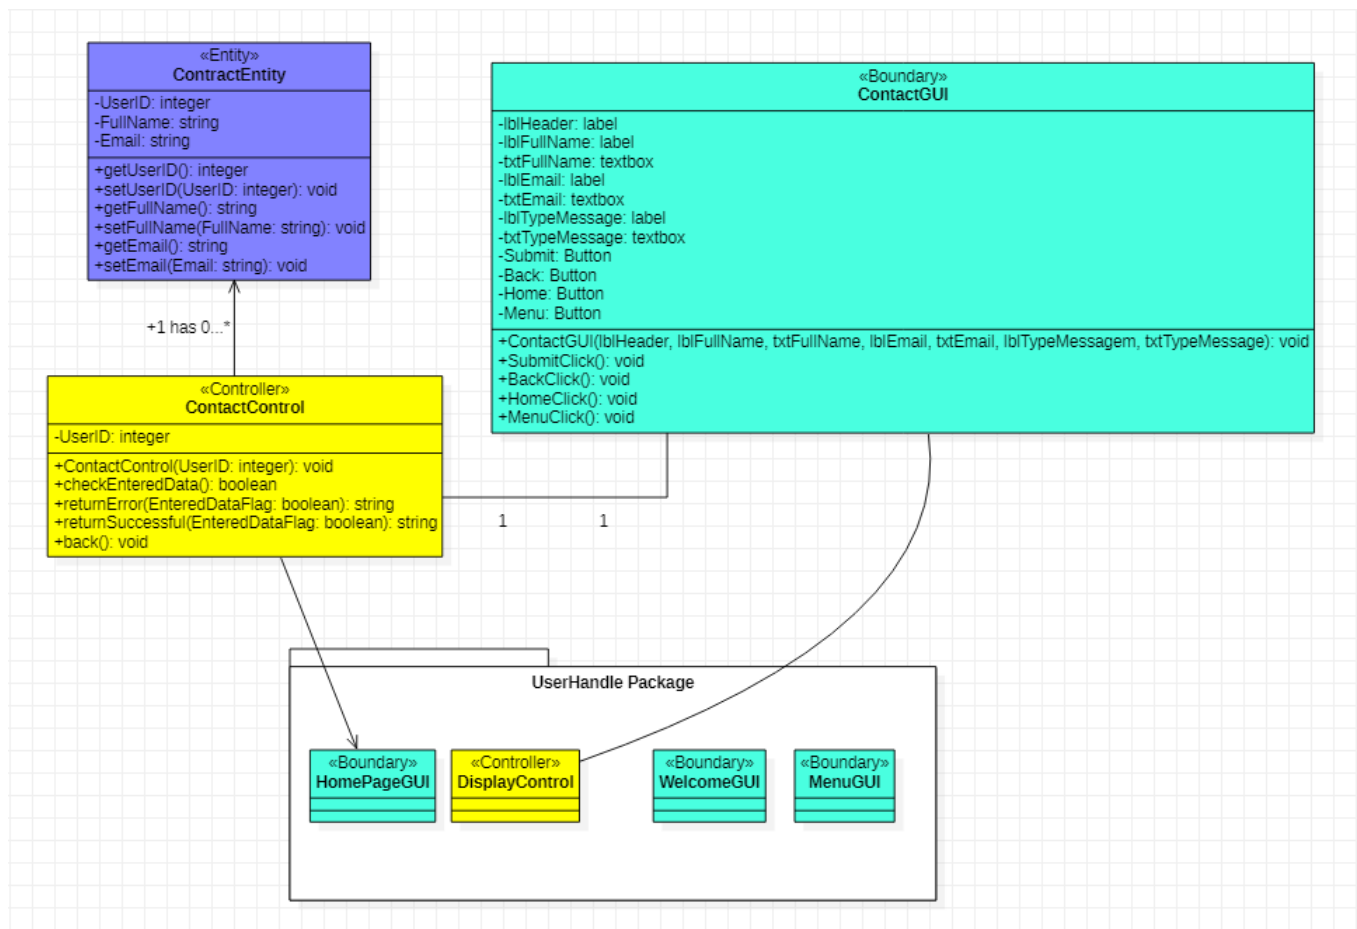 «Entity»
ContractEntity
-UserID: integer
-FullName: string
-Email: string
+getUserID(): integer
+setUserID(UserID: integer): void
+getFullName(): string
+setFullName(FullName: string): void
+getEmail(): string
+setEmail(Email: string): void
«Boundary»
ContactGUI
-lblHeader: label
-lblFullName: label
-txtFullName: textbox
-lblEmail: label
-txtEmail: textbox
-lblTypeMessage: label
-txtTypeMessage: textbox
-Submit: Button
-Back: Button
-Home: Button
-Menu: Button
+ContactGUI(lblHeader, lblFullName, txtFullName, lblEmail, txtEmail, lblTypeMessagem, txtTypeMessage): void
+SubmitClick(): void
+BackClick(): void
+HomeClick(): void
+MenuClick(): void
+1 has 0...*
«Controller»
ContactControl
-UserID: integer
+ContactControl(UserID: integer): void
+checkEnteredData(): boolean
+returnError(EnteredDataFlag: boolean): string
+returnSuccessful(EnteredDataFlag: boolean): string
+back(): void
1 1
UserHandle Package
«Boundary»
HomePageGUI
«Controller»
DisplayControl
«Boundary»
WelcomeGUI
«Boundary»
MenuGUI